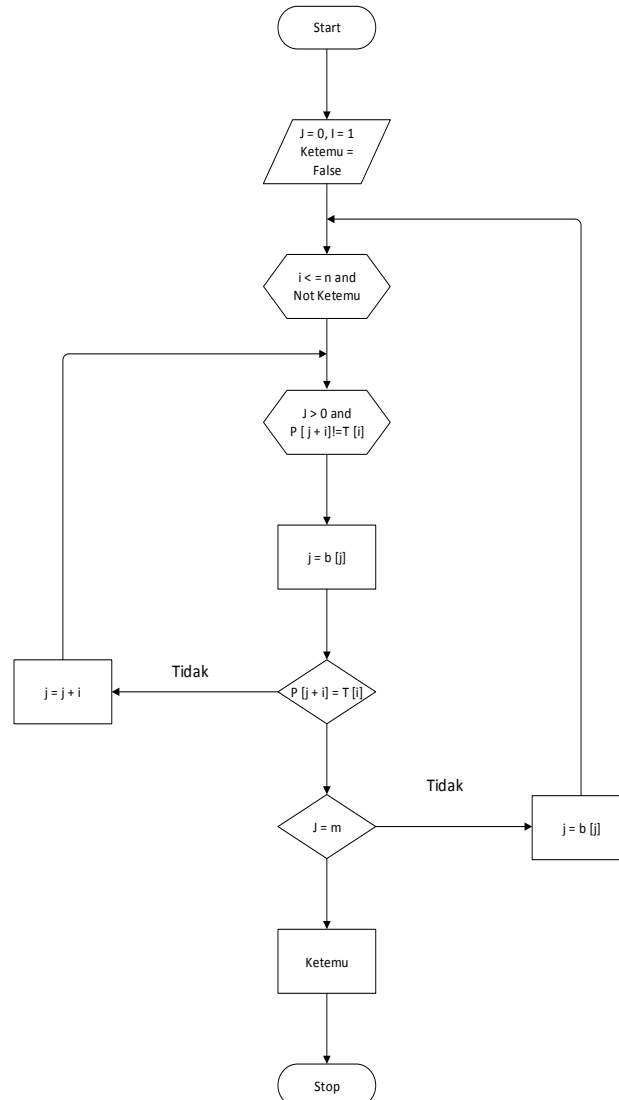 Start
J = 0, I = 1
Ketemu =
False
i < = n and
Not Ketemu
J > 0 and
P [ j + i]!=T [i]
j = b [j]
Tidak
j = j + i
P [j + i] = T [i]
Tidak
J = m
j = b [j]
Ketemu
Stop